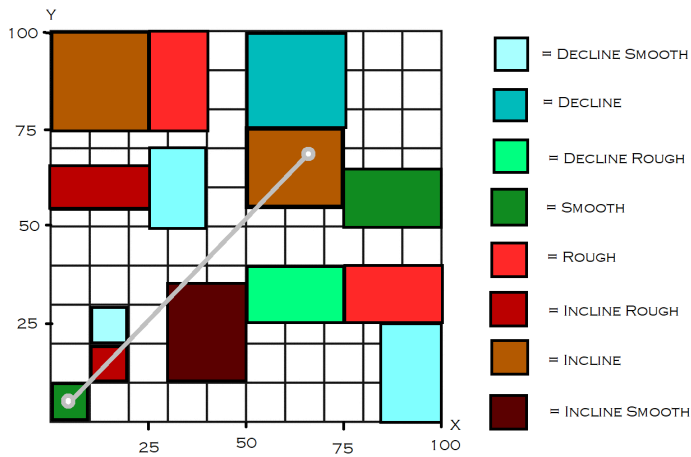 Y
100
75
50
25
25
50
75
100
X
= Decline Smooth
= Decline
= Decline Rough
= Smooth
= Rough
= Incline Rough
= Incline
= Incline Smooth